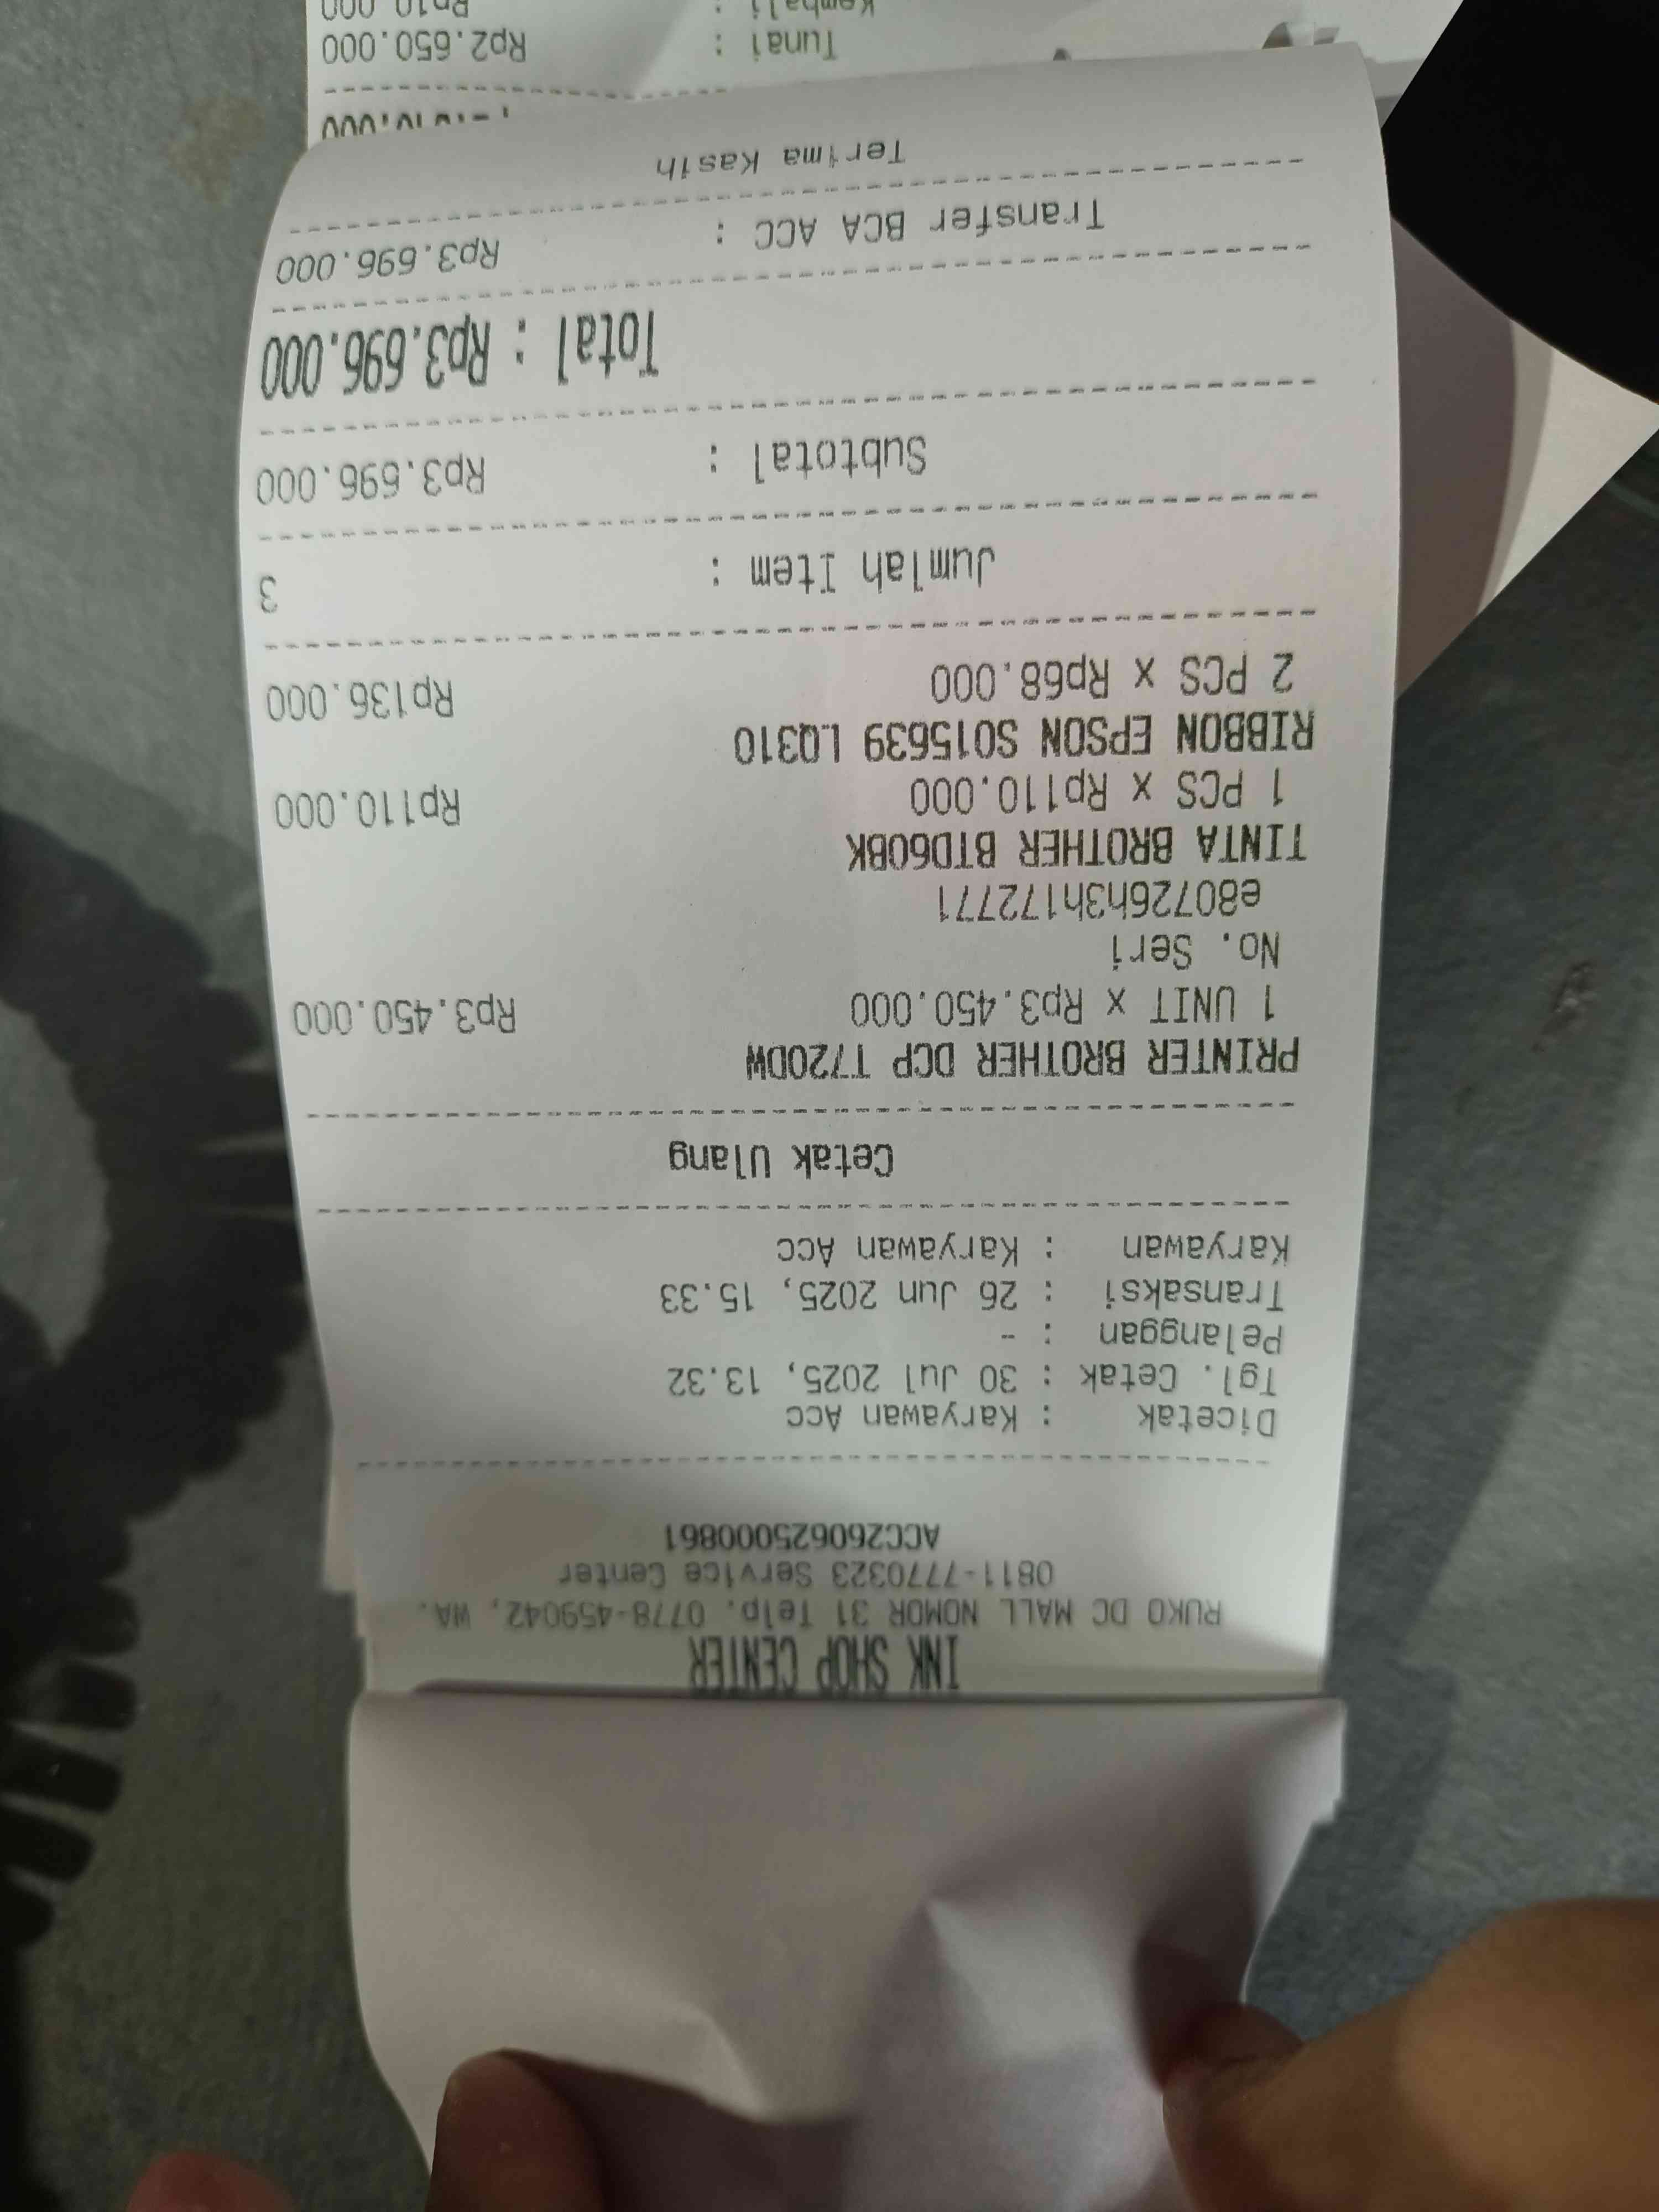 INK SHOP CENTER
RUKO DC MALL NOMOR 31 Telp. 0778-459042, WA.
0811-7770323 Service Center
ACC260625000861
Dicetak : Karyawan Acc
Tgl. Cetak : 30 Jul 2025, 13.32
Pelanggan : -
Transaksi : 26 Jun 2025, 15.33
Karyawan : Karyawan Acc
Cetak Ulang
PRINTER BROTHER DCP T720DW
1 UNIT x Rp3.450.000 Rp3.450.000
No. Seri
e80726h3h172771
TINTA BROTHER BTD60BK
1 PCS x Rp110.000 Rp110.000
RIBBON EPSON S015639 LQ310
2 PCS x Rp68.000 Rp136.000
Jumlah Item : 3
Subtotal : Rp3.696.000
Total : Rp3.696.000
Transfer BCA ACC : Rp3.696.000
Terima Kasih
Tunai : Rp2.650.000
Kembali : Rp10.000